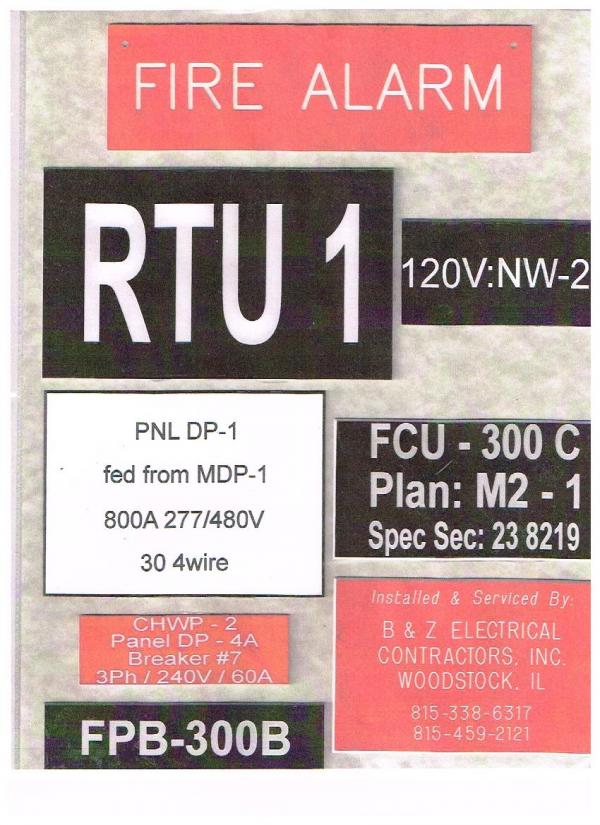 FIRE ALARM
RTU 1
120V:NW-2
PNL DP-1
fed from MDP-1
800A 277/480V
30 4wire
FCU - 300 C
Plan: M2 - 1
Spec Sec: 23 8219
CHWP - 2
Panel DP - 4A
Breaker #7
3Ph / 240V / 60A
Installed & Serviced By:
B & Z ELECTRICAL
CONTRACTORS, INC.
WOODSTOCK, IL
815-338-6317
815-459-2121
FPB-300B